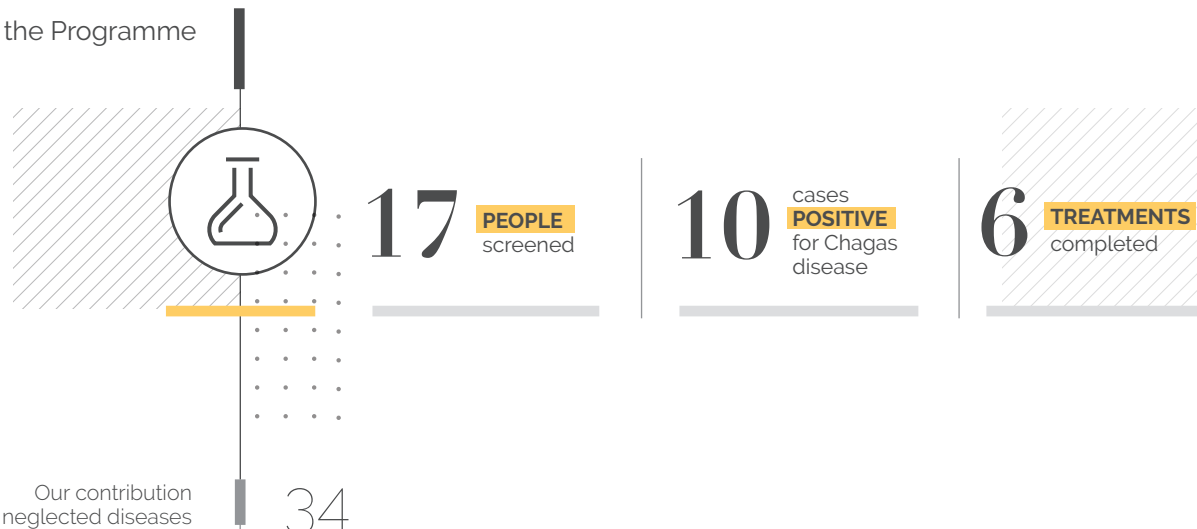 the Programme
17
PEOPLE
screened
10
cases
POSITIVE
for Chagas
disease
6
TREATMENTS
completed
Our contribution
neglected diseases
34